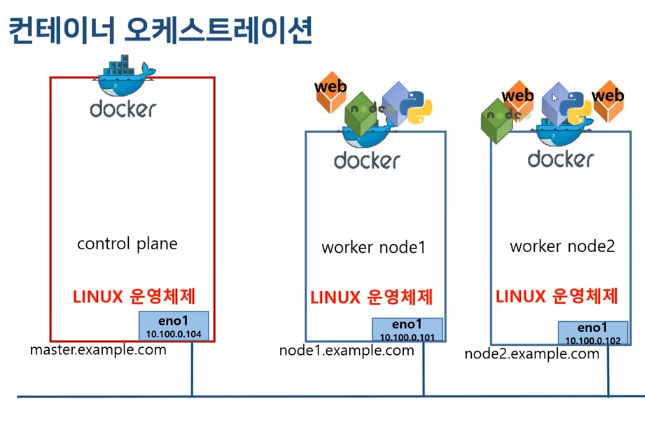 컨테이너 오케스트레이션
docker
control plane
LINUX 운영체제
eno1
10.100.0.104
master.example.com
web
node
docker
worker node1
LINUX 운영체제
eno1
10.100.0.101
node1.example.com
web
node
web
docker
worker node2
LINUX 운영체제
eno1
10.100.0.102
node2.example.com